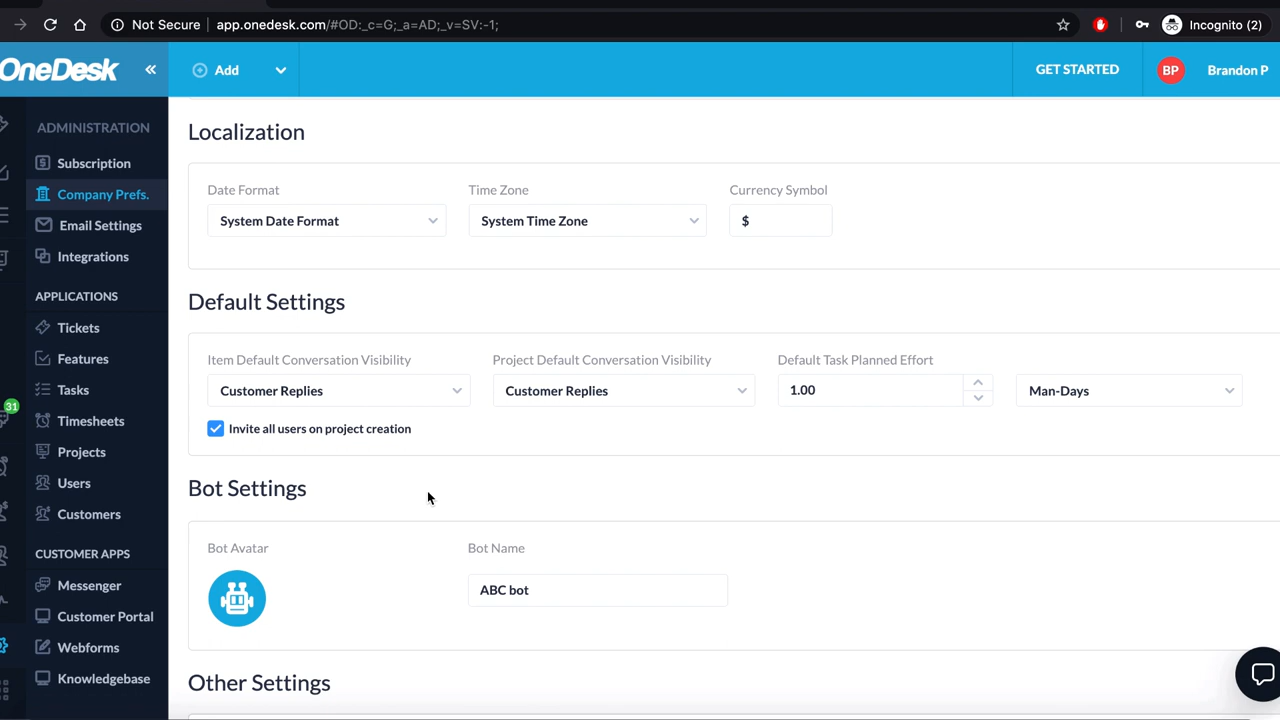 Not Secure
app.onedesk.com/#OD:_c=G,_a=AD;_v=SV:-1;
Incognito (2)
OneDesk
Add
GET STARTED
BP
Brandon P
ADMINISTRATION
Subscription
Company Prefs.
Email Settings
Integrations
APPLICATIONS
Tickets
Features
Tasks
31
Timesheets
Projects
Users
Customers
CUSTOMER APPS
Messenger
Customer Portal
Webforms
Knowledgebase
Localization
Date Format
Time Zone
Currency Symbol
System Date Format
System Time Zone
$
Default Settings
Item Default Conversation Visibility
Project Default Conversation Visibility
Default Task Planned Effort
Customer Replies
Customer Replies
1.00
Man-Days
Invite all users on project creation
Bot Settings
Bot Avatar
Bot Name
ABC bot
Other Settings